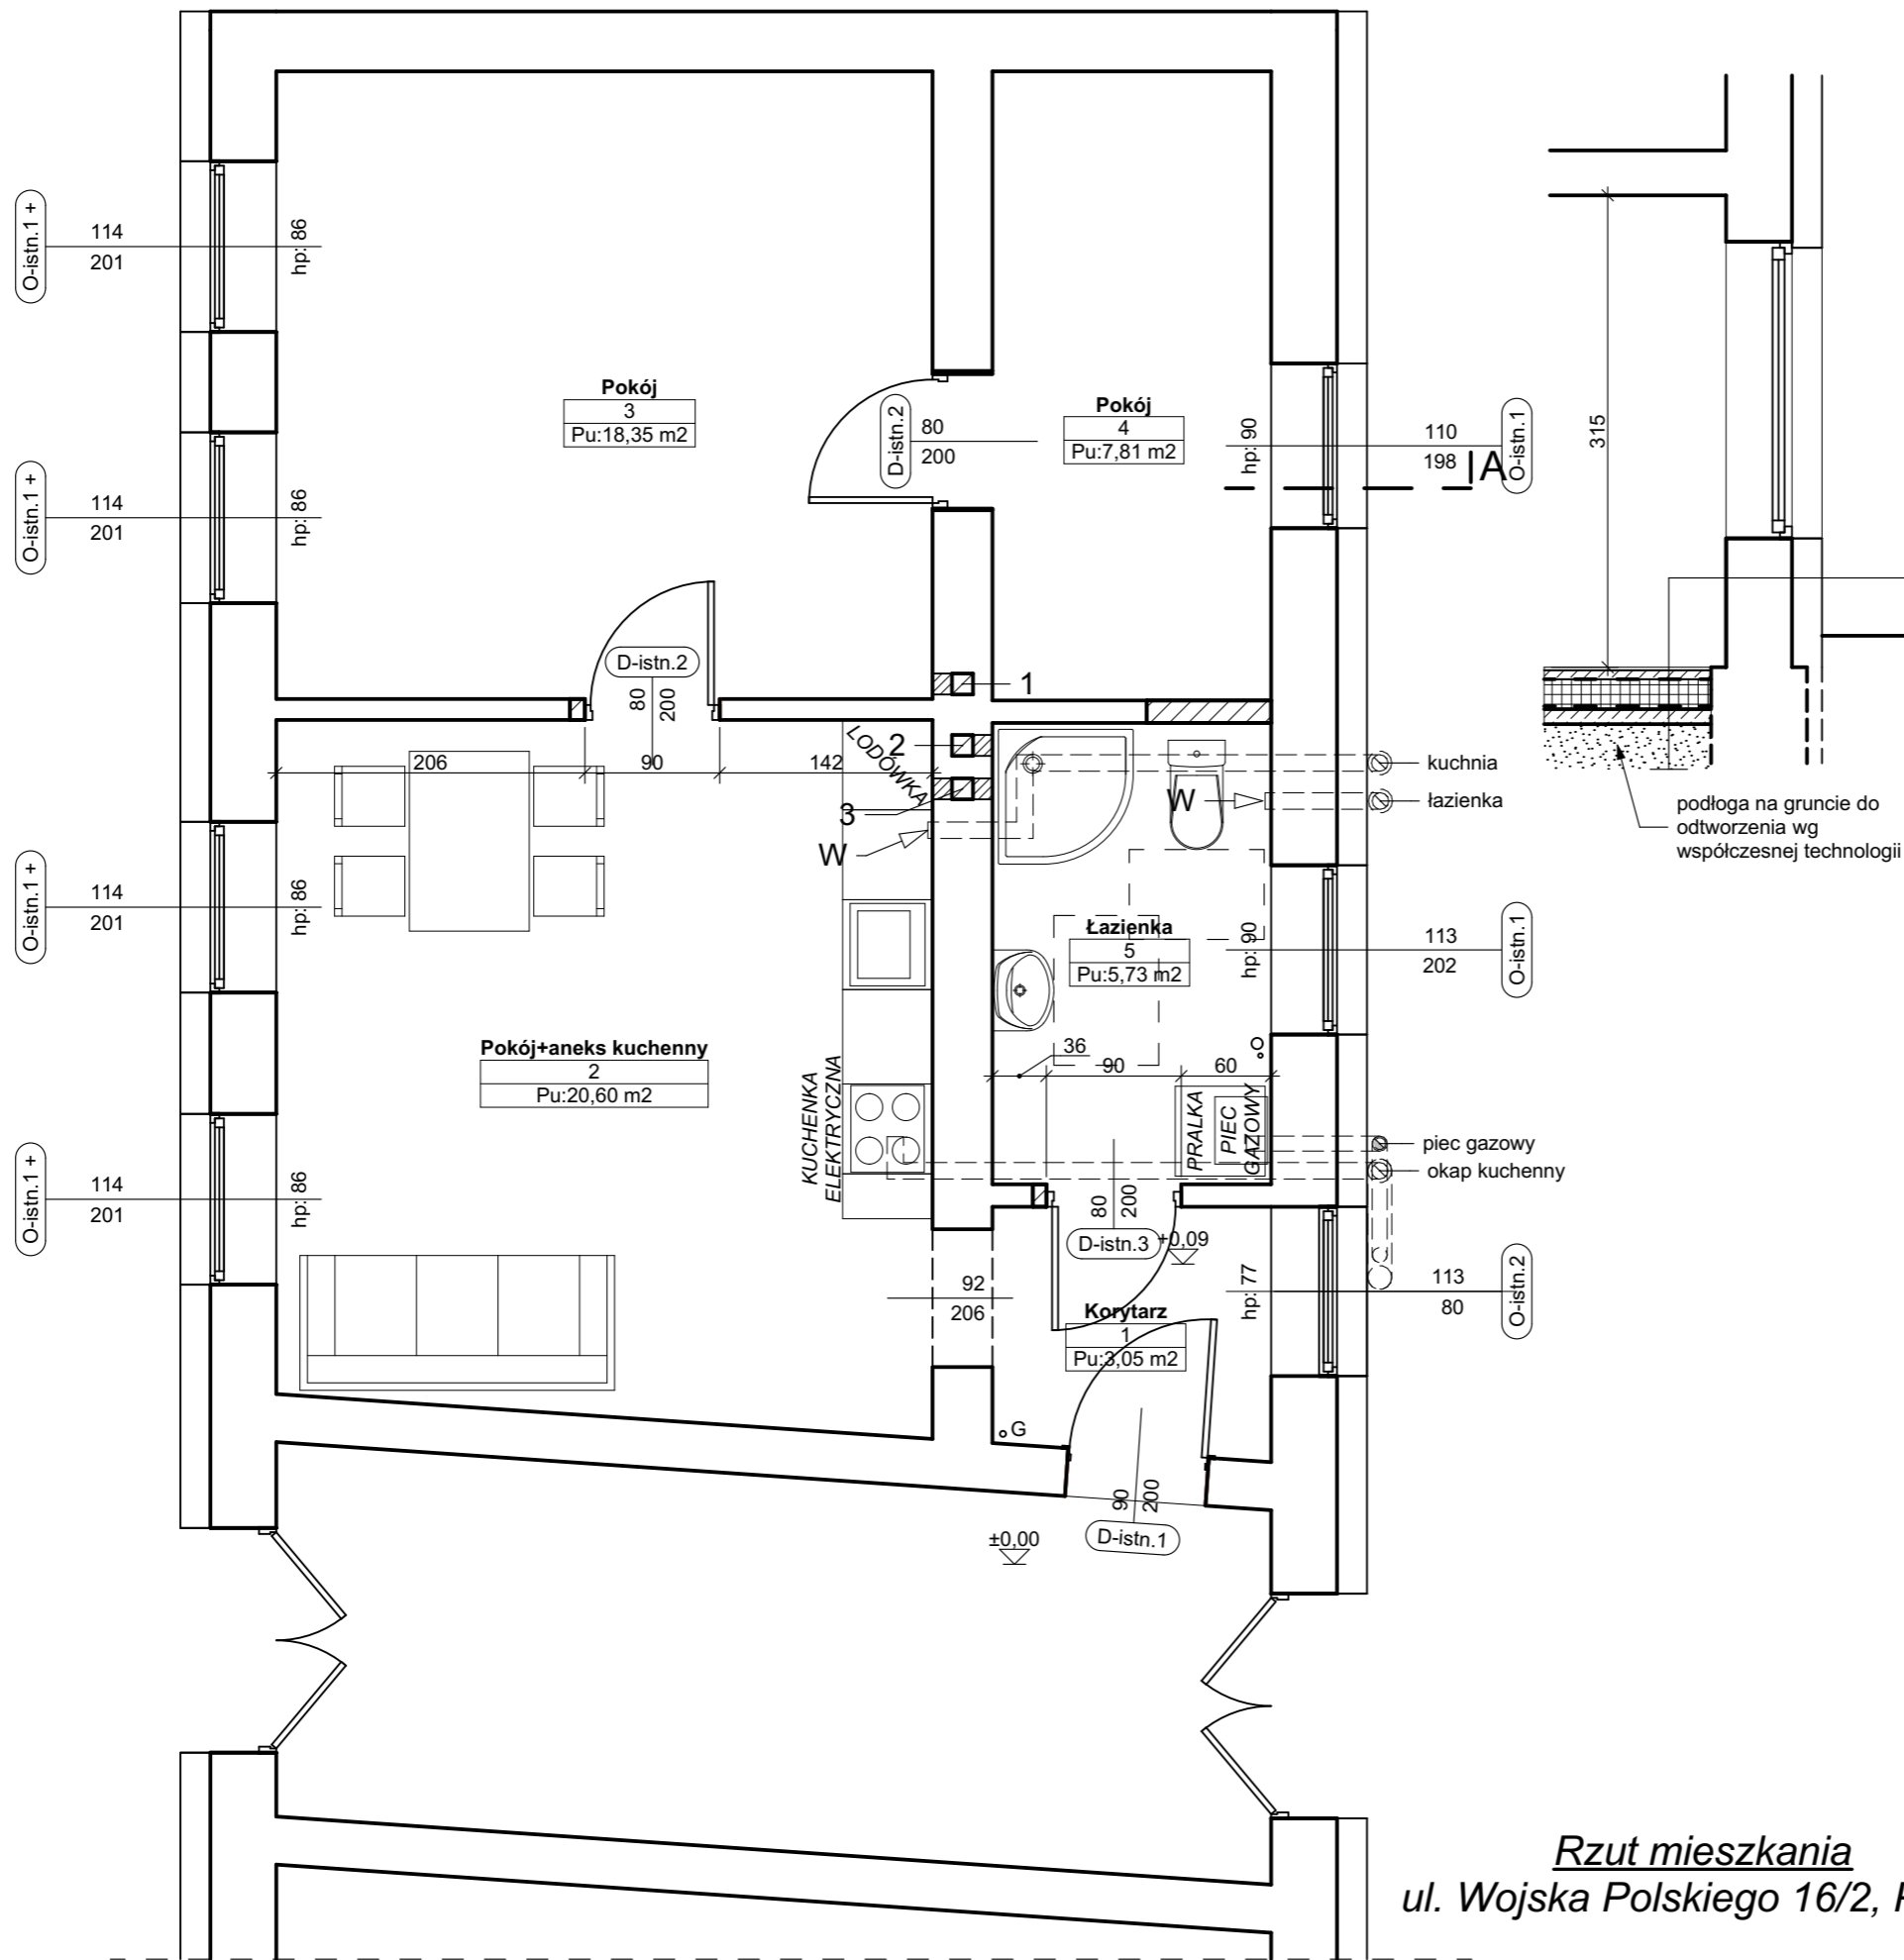 O-istn.1 +
114
201
hp: 86
O-istn.1 +
114
201
hp: 86
O-istn.1 +
114
201
hp: 86
O-istn.1 +
114
201
hp: 86
Pokój
3
Pu:18,35 m2
D-istn.2
80
200
Pokój
4
Pu:7,81 m2
hp: 90
110
198
O-istn.1
A
315
D-istn.2
80
200
1
2
3
206
90
142
LODÓWKA
W
W
kuchnia
łazienka
podłoga na gruncie do
odtworzenia wg
współczesnej technologii
Łazienka
5
Pu:5,73 m2
hp: 90
113
202
O-istn.1
Pokój+aneks kuchenny
2
Pu:20,60 m2
KUCHENKA
ELEKTRYCZNA
36
90
60
PRALKA
PIEC
GAZOWY
piec gazowy
okap kuchenny
80
200
D-istn.3
+0,09
92
206
Korytarz
1
Pu:3,05 m2
hp: 77
113
80
O-istn.2
G
90
200
D-istn.1
±0,00
Rzut mieszkania
ul. Wojska Polskiego 16/2,